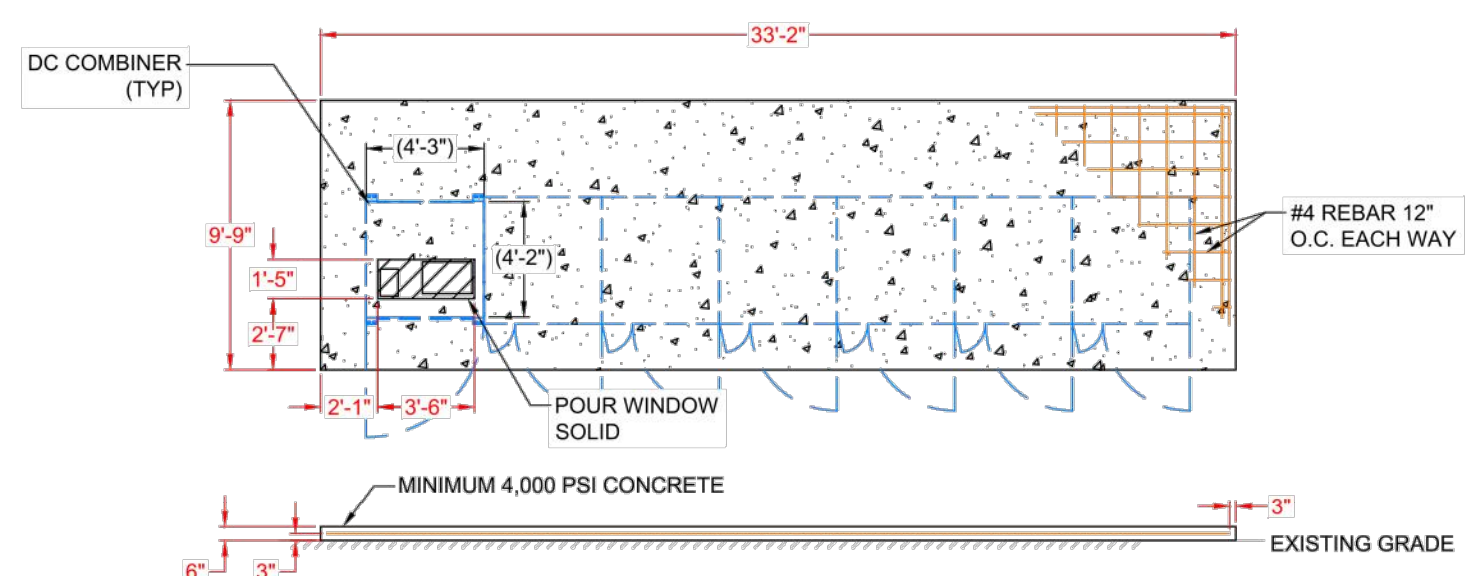 33'-2"
DC COMBINER
(TYP)
(4'-3")
9'-9"
#4 REBAR 12"
O.C. EACH WAY
(4'-2")
1'-5"
2'-7"
2'-1"
3'-6"
POUR WINDOW
SOLID
MINIMUM 4,000 PSI CONCRETE
3"
EXISTING GRADE
6"
3"